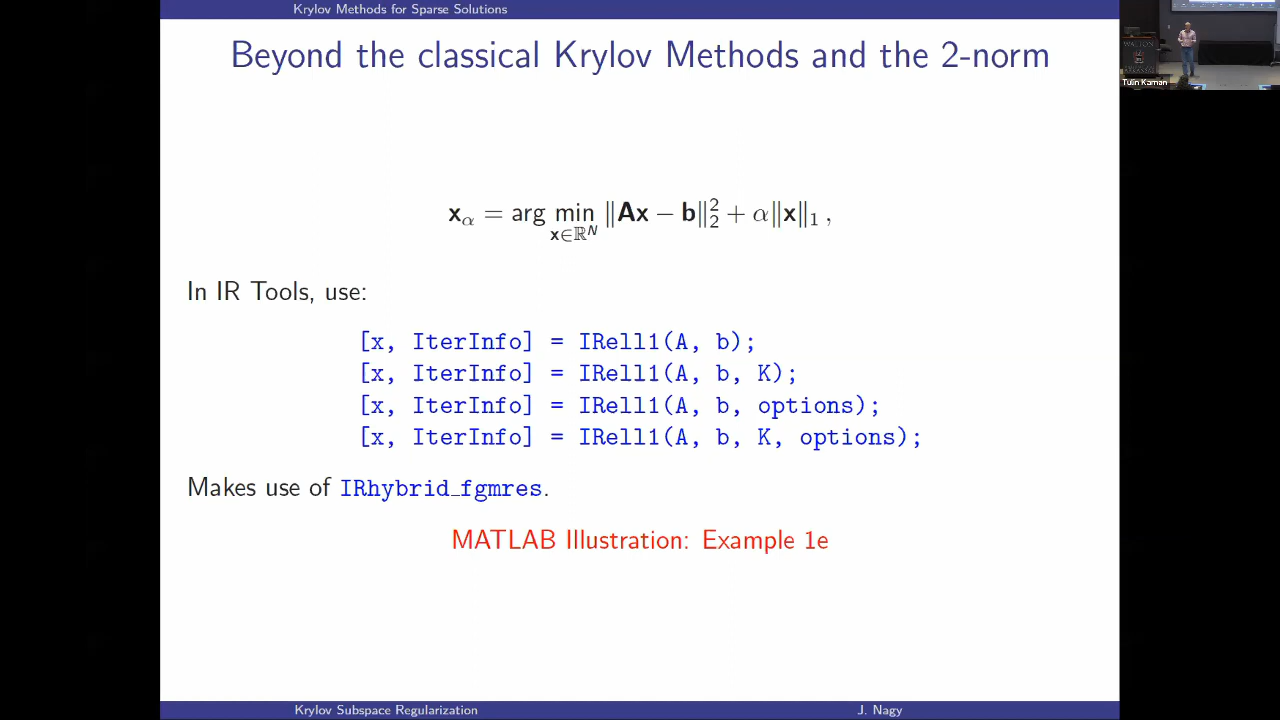 Krylov Methods for Sparse Solutions
Beyond the classical Krylov Methods and the 2-norm
x_α = arg min_{x∈ℝ^N} ‖Ax − b‖₂² + α‖x‖₁ ,
In IR Tools, use:
[x, IterInfo] = IRell1(A, b);
[x, IterInfo] = IRell1(A, b, K);
[x, IterInfo] = IRell1(A, b, options);
[x, IterInfo] = IRell1(A, b, K, options);
Makes use of IRhybrid_fgmres.
MATLAB Illustration: Example 1e
Krylov Subspace Regularization J. Nagy
WALTON
Tulin Kaman